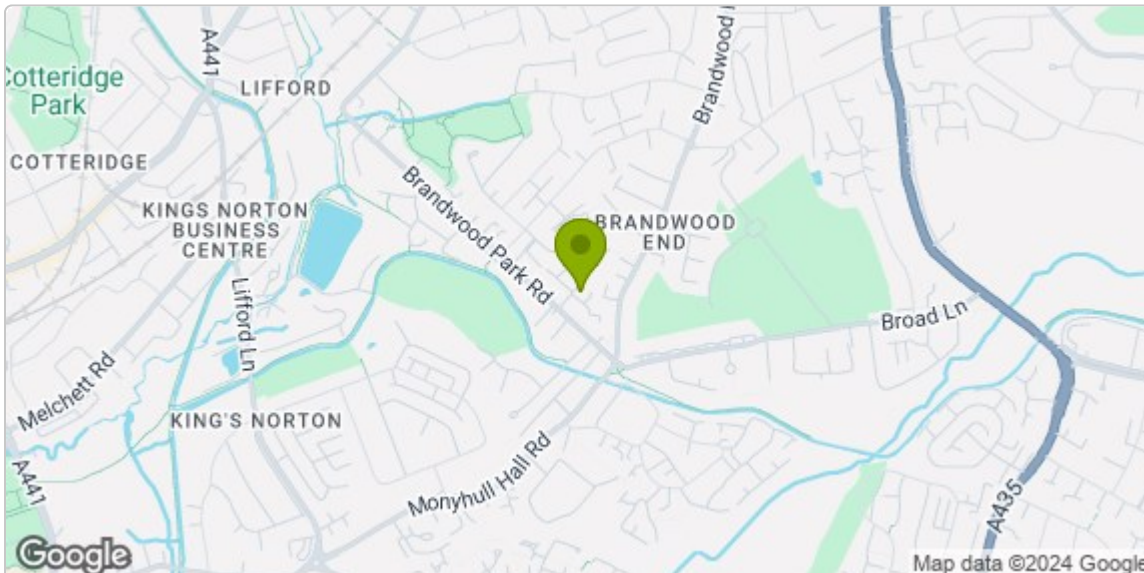 A441
Cotteridge
Park
LIFFORD
COTTERIDGE
KINGS NORTON
BUSINESS
CENTRE
Brandwood Park Rd
Brandwood
BRANDWOOD
END
Lifford Ln
Broad Ln
Melchett Rd
KING'S NORTON
Monyhull Hall Rd
A441
A435
Google
Map data ©2024 Google